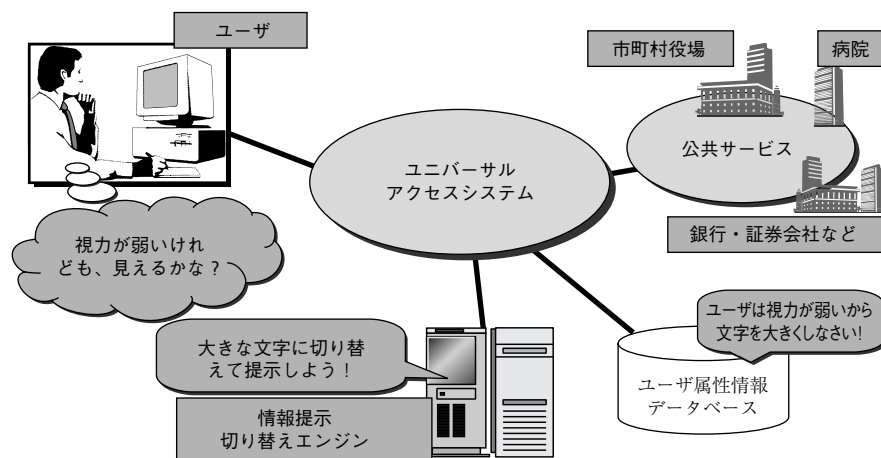 ユーザ
市町村役場
病院
ユニバーサル
アクセスシステム
公共サービス
銀行・証券会社など
視力が弱いけれ
ども、見えるかな？
ユーザは視力が弱いから
文字を大きくしなさい!
大きな文字に切り替
えて提示しよう！
ユーザ属性情報
データベース
情報提示
切り替えエンジン